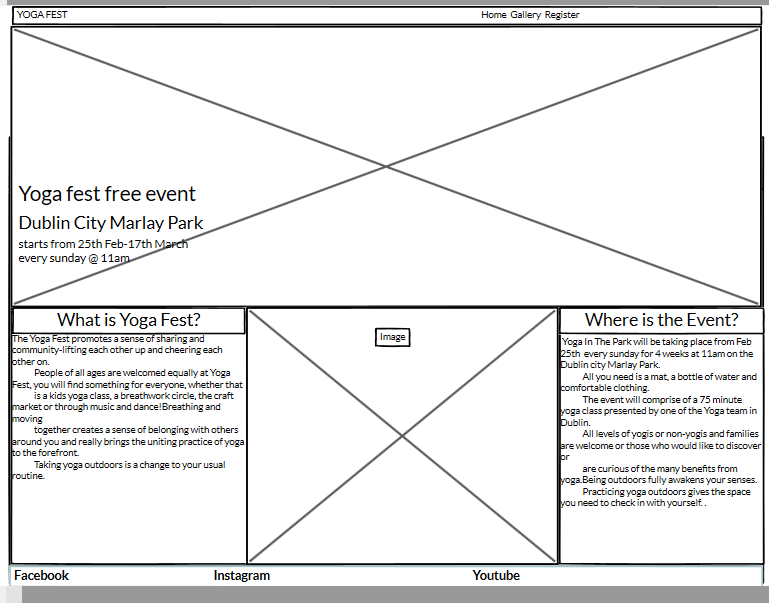 YOGA FEST
Home Gallery Register
Yoga fest free event
Dublin City Marlay Park
starts from 25th Feb-17th March
every sunday @ 11am
What is Yoga Fest?
The Yoga Fest promotes a sense of sharing and
community-lifting each other up and cheering each
other on.
People of all ages are welcomed equally at Yoga
Fest, you will find something for everyone, whether that
is a kids yoga class, a breathwork circle, the craft
market or through music and dance!Breathing and
moving
together creates a sense of belonging with others
around you and really brings the uniting practice of yoga
to the forefront.
Taking yoga outdoors is a change to your usual
routine.
Image
Where is the Event?
Yoga In The Park will be taking place from Feb
25th every sunday for 4 weeks at 11am on the
Dublin city Marlay Park.
All you need is a mat, a bottle of water and
comfortable clothing.
The event will comprise of a 75 minute
yoga class presented by one of the Yoga team in
Dublin.
All levels of yogis or non-yogis and families
are welcome or those who would like to discover
or
are curious of the many benefits from
yoga.Being outdoors fully awakens your senses.
Practicing yoga outdoors gives the space
you need to check in with yourself. .
Facebook
Instagram
Youtube